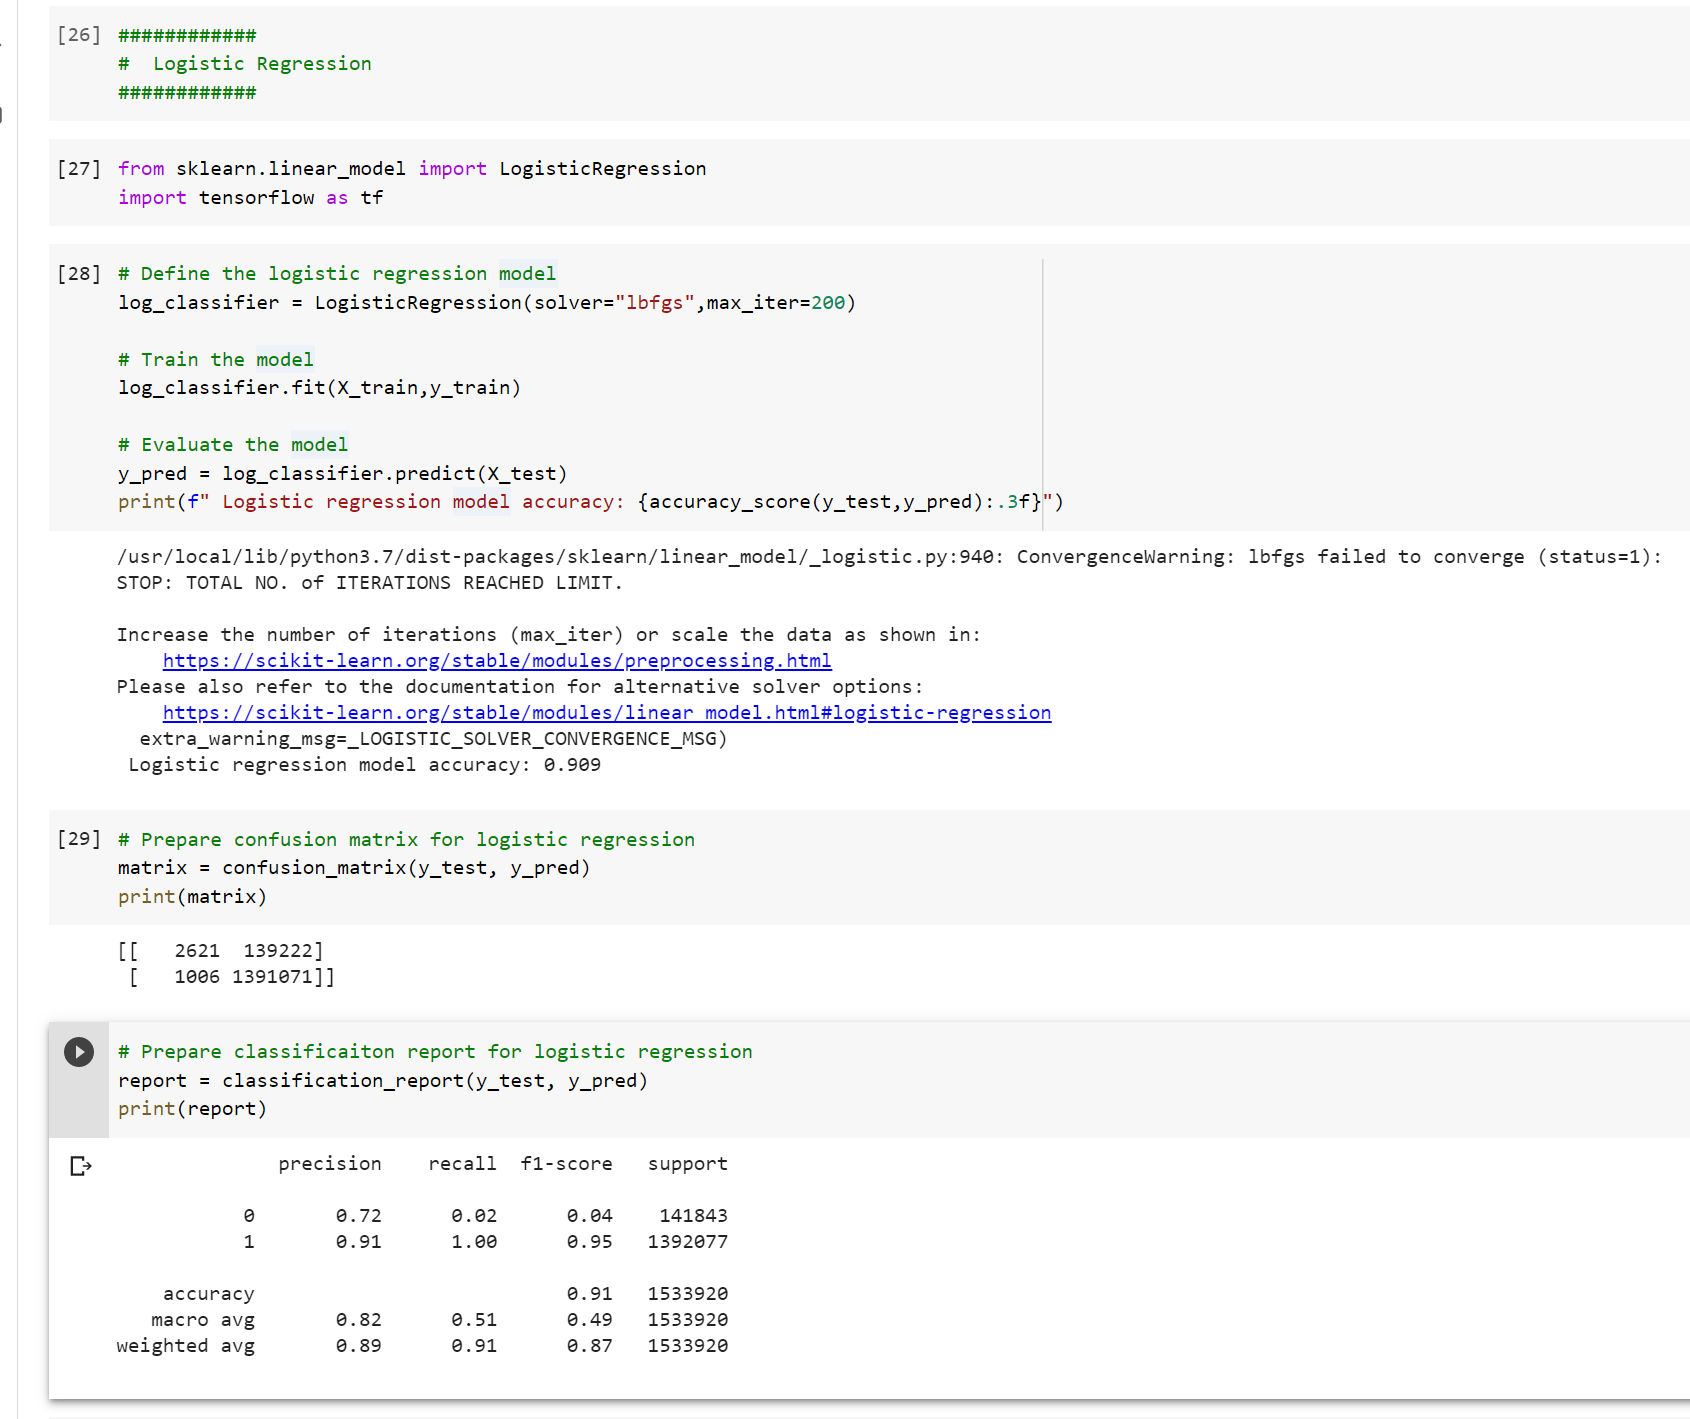 [26] ############
#  Logistic Regression
############
[27] from sklearn.linear_model import LogisticRegression
import tensorflow as tf
[28] # Define the logistic regression model
log_classifier = LogisticRegression(solver="lbfgs",max_iter=200)
# Train the model
log_classifier.fit(X_train,y_train)
# Evaluate the model
y_pred = log_classifier.predict(X_test)
print(f" Logistic regression model accuracy: {accuracy_score(y_test,y_pred):.3f}")
/usr/local/lib/python3.7/dist-packages/sklearn/linear_model/_logistic.py:940: ConvergenceWarning: lbfgs failed to converge (status=1):
STOP: TOTAL NO. of ITERATIONS REACHED LIMIT.
Increase the number of iterations (max_iter) or scale the data as shown in:
https://scikit-learn.org/stable/modules/preprocessing.html
Please also refer to the documentation for alternative solver options:
https://scikit-learn.org/stable/modules/linear_model.html#logistic-regression
extra_warning_msg=_LOGISTIC_SOLVER_CONVERGENCE_MSG)
Logistic regression model accuracy: 0.909
[29] # Prepare confusion matrix for logistic regression
matrix = confusion_matrix(y_test, y_pred)
print(matrix)
[[   2621  139222]
[   1006 1391071]]
# Prepare classificaiton report for logistic regression
report = classification_report(y_test, y_pred)
print(report)
precision    recall  f1-score   support
0       0.72      0.02      0.04    141843
1       0.91      1.00      0.95   1392077
accuracy                           0.91   1533920
macro avg       0.82      0.51      0.49   1533920
weighted avg       0.89      0.91      0.87   1533920